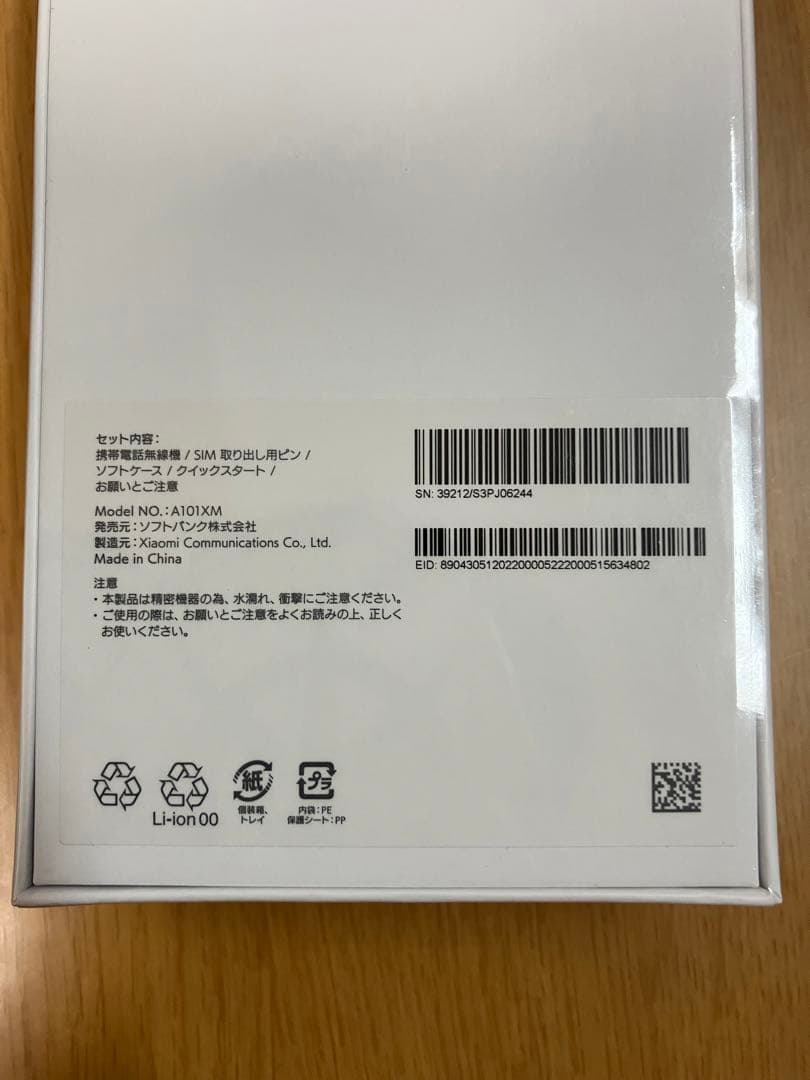 セット内容：
携帯電話無線機 / SIM 取り出し用ピン /
ソフトケース / クイックスタート /
お願いとご注意
Model NO.：A101XM
発売元：ソフトバンク株式会社
製造元：Xiaomi Communications Co., Ltd.
Made in China
注意
・本製品は精密機器の為、水濡れ、衝撃にご注意ください。
・ご使用の際は、お願いとご注意をよくお読みの上、正しく
お使いください。
SN: 39212/S3PJ06244
EID: 89043051202200005222000515634802
Li-ion 00
紙
個装箱、
トレイ
プラ
内袋：PE
保護シート：PP